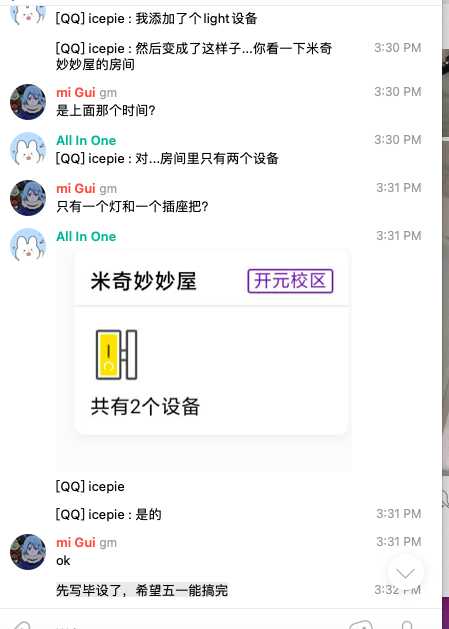 [QQ] icepie : 我添加了个light设备
[QQ] icepie : 然后变成了这样子...你看一下米奇
妙妙屋的房间
3:30 PM
mi Gui gm
3:30 PM
是上面那个时间?
All In One
3:30 PM
[QQ] icepie : 对...房间里只有两个设备
mi Gui gm
3:31 PM
只有一个灯和一个插座把?
All In One
3:31 PM
米奇妙妙屋
开元校区
IC
共有2个设备
[QQ] icepie
[QQ] icepie : 是的
3:31 PM
mi Gui gm
3:31 PM
ok
先写毕设了，希望五一能搞完
3:32 PM